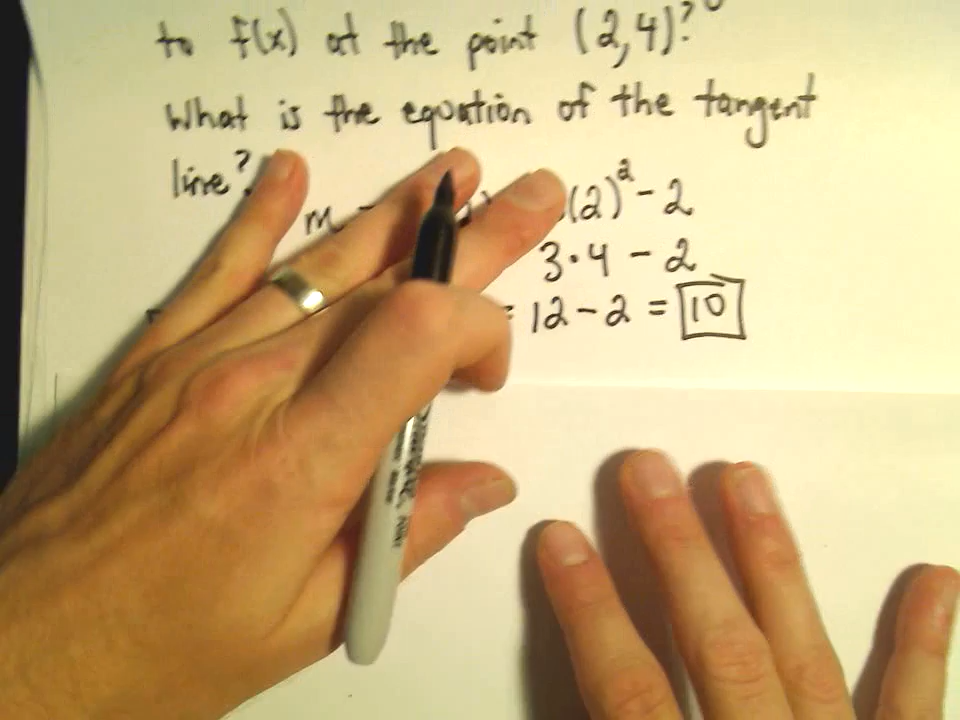 to f(x) at the point (2,4)?
What is the equation of the tangent
line?
m (2)² - 2
3·4 - 2
= 12 - 2 = 10